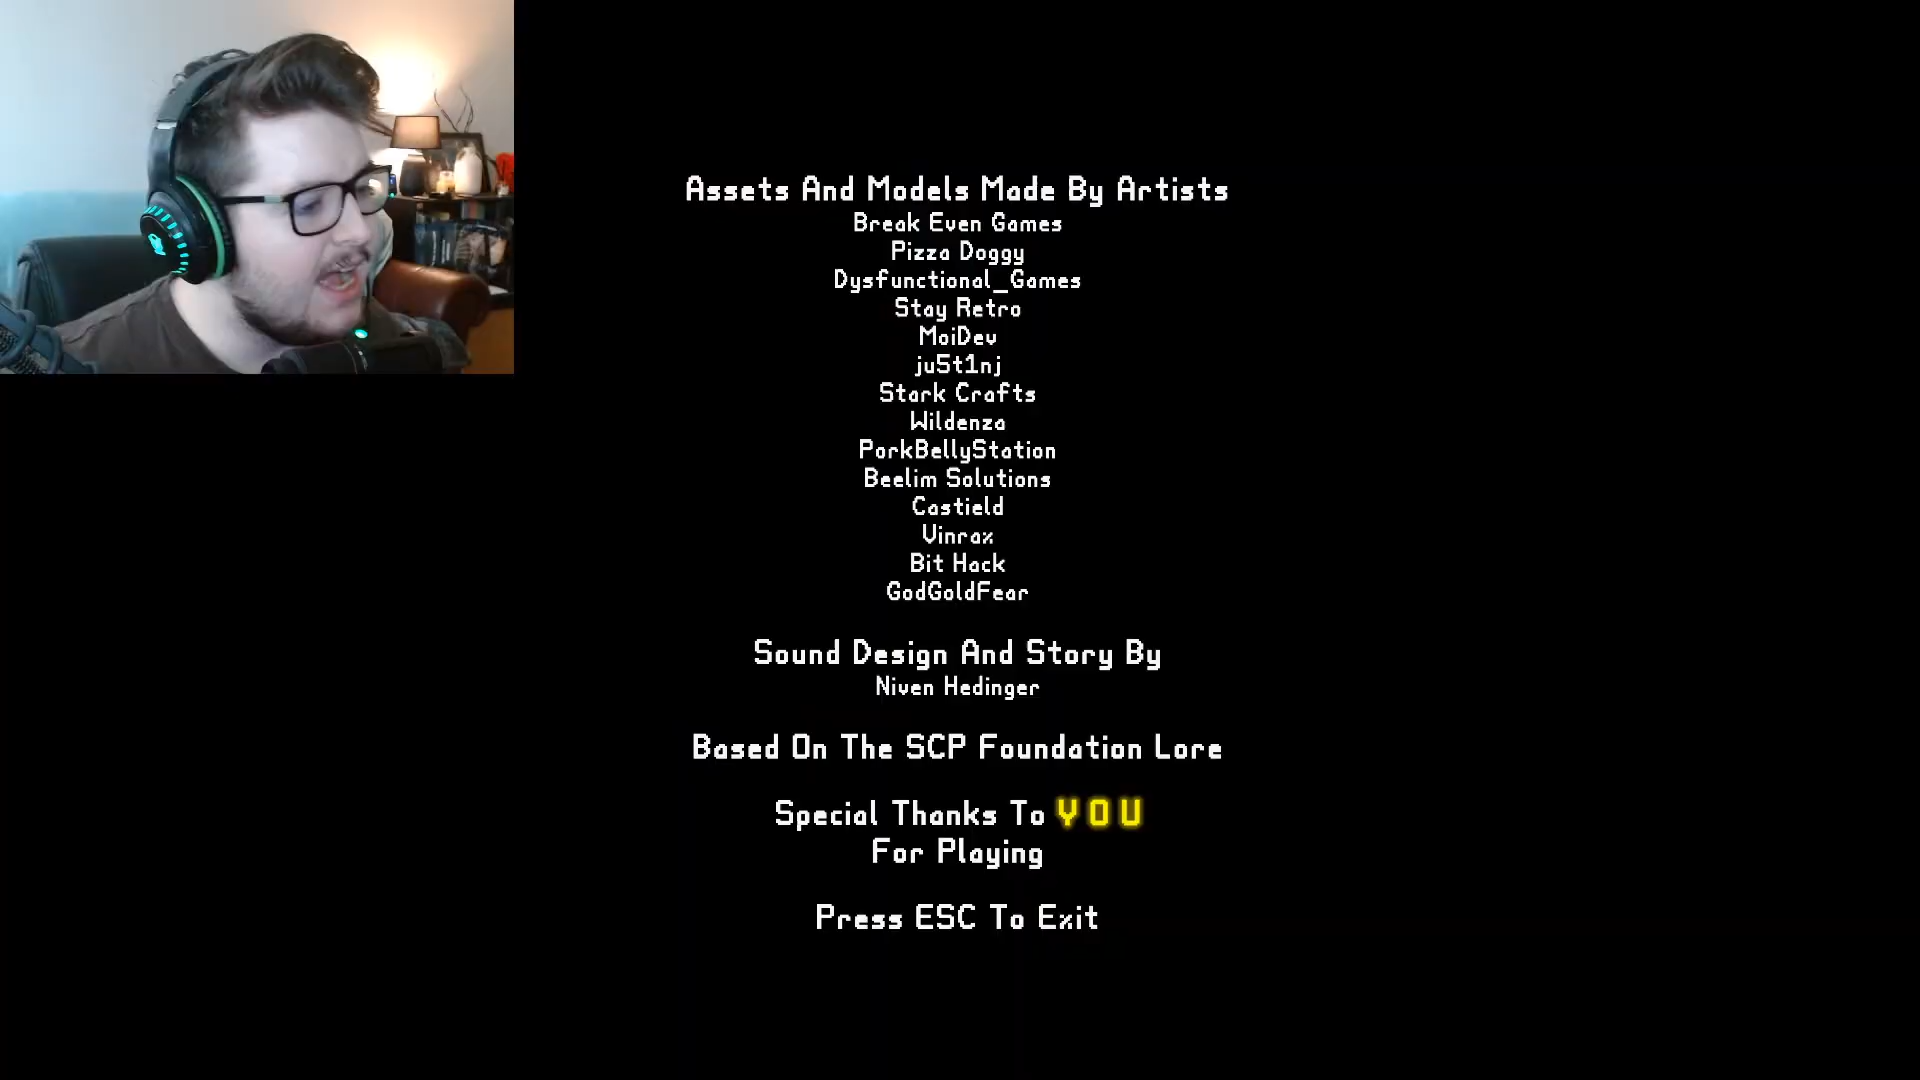 Assets And Models Made By Artists
Break Even Games
Pizza Doggy
Dysfunctional_Games
Stay Retro
MoiDev
ju5t1nj
Stark Crafts
Wildenza
PorkBellyStation
Beelim Solutions
Castield
Vinrax
Bit Hack
GodGoldFear
Sound Design And Story By
Niven Hedinger
Based On The SCP Foundation Lore
Special Thanks To Y O U
For Playing
Press ESC To Exit